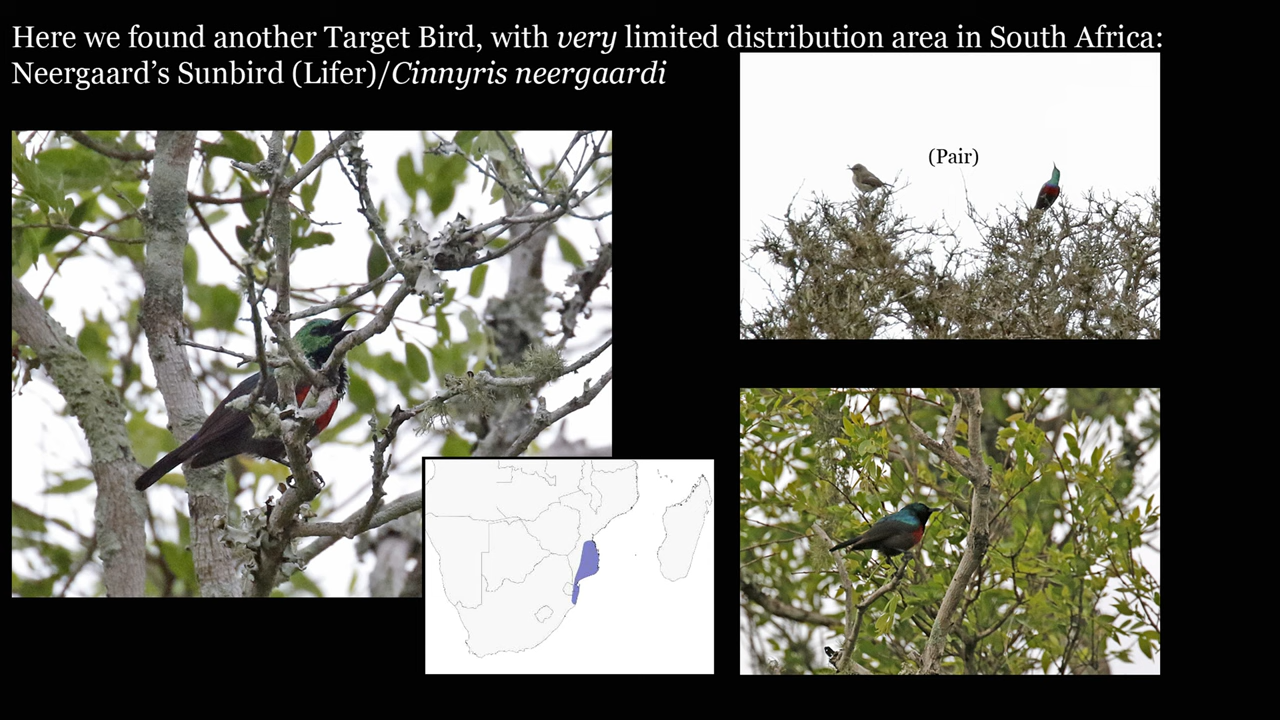 Here we found another Target Bird, with very limited distribution area in South Africa:
Neergaard’s Sunbird (Lifer)/Cinnyris neergaardi
(Pair)